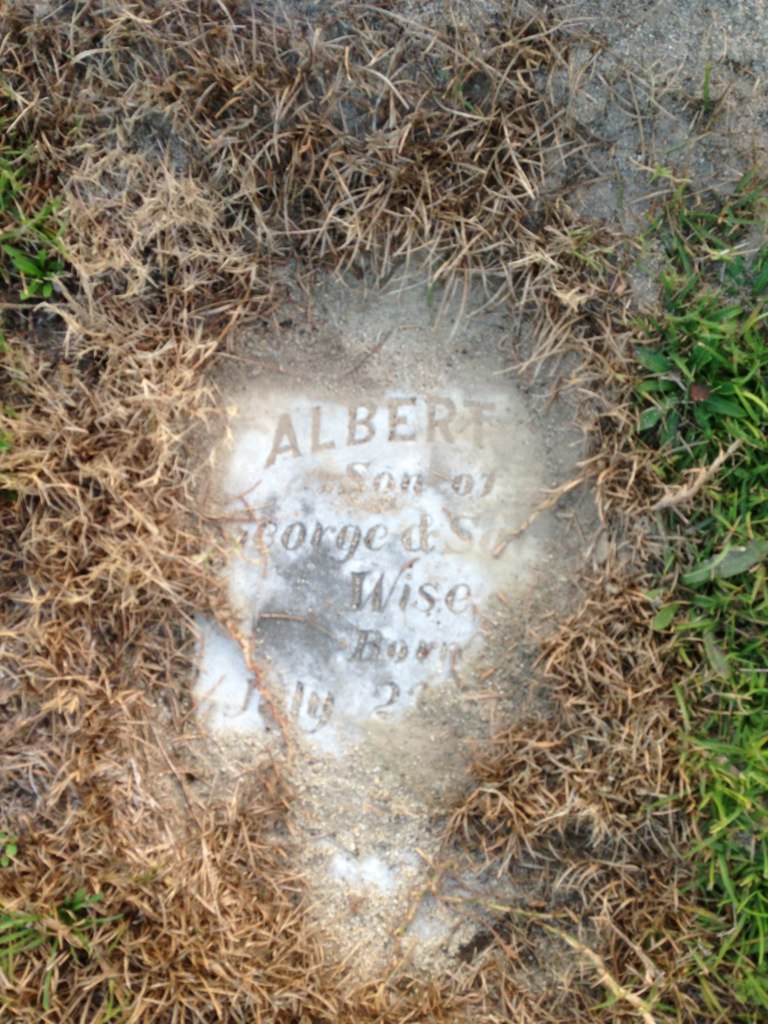 ALBERT
Son of
George &
Wise
Born
July